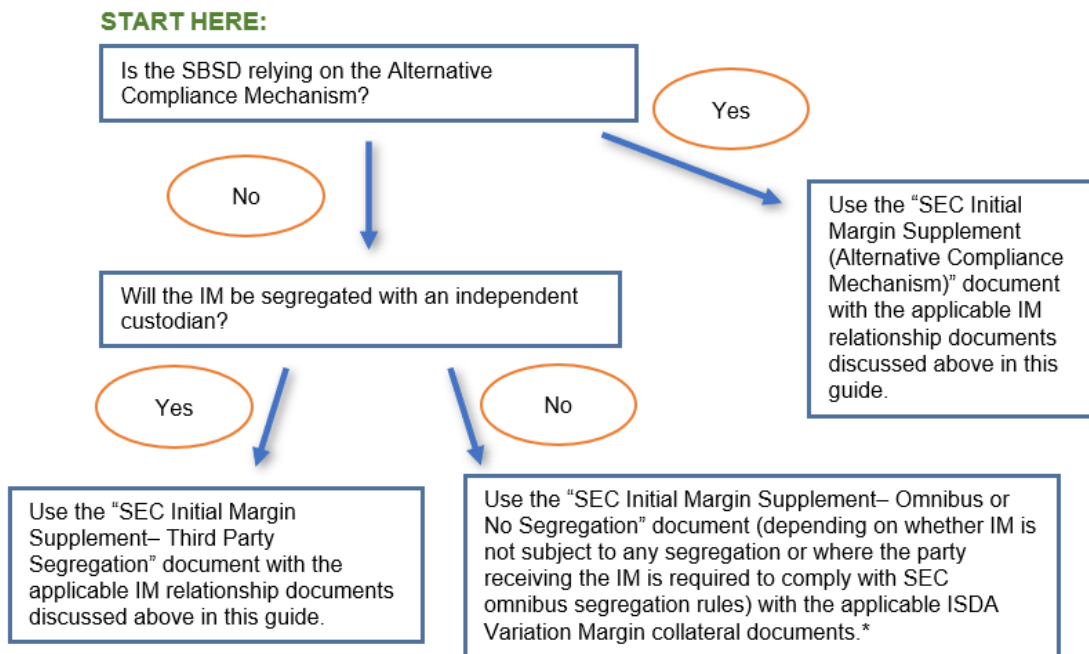 START HERE:
Is the SBSD relying on the Alternative
Compliance Mechanism?
Yes
No
Use the “SEC Initial
Margin Supplement
(Alternative Compliance
Mechanism)” document
with the applicable IM
relationship documents
discussed above in this
guide.
Will the IM be segregated with an independent
custodian?
Yes
No
Use the “SEC Initial Margin
Supplement– Third Party
Segregation” document with the
applicable IM relationship documents
discussed above in this guide.
Use the “SEC Initial Margin Supplement– Omnibus or
No Segregation” document (depending on whether IM is
not subject to any segregation or where the party
receiving the IM is required to comply with SEC
omnibus segregation rules) with the applicable ISDA
Variation Margin collateral documents.*